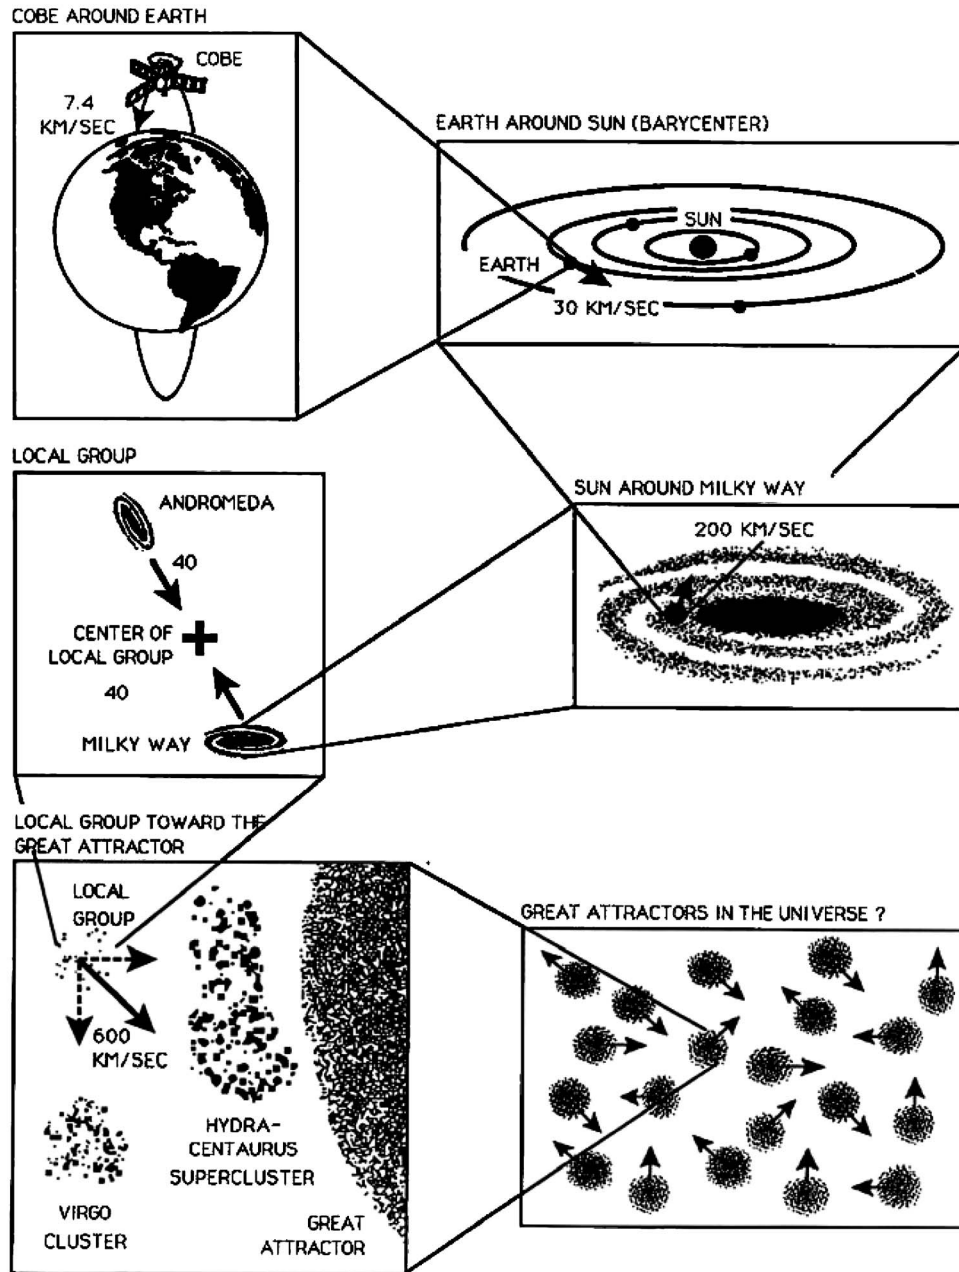 COBE AROUND EARTH
COBE
7.4
KM/SEC
EARTH AROUND SUN (BARYCENTER)
SUN
EARTH
30 KM/SEC
LOCAL GROUP
ANDROMEDA
40
CENTER OF
LOCAL GROUP
40
MILKY WAY
SUN AROUND MILKY WAY
200 KM/SEC
LOCAL GROUP TOWARD THE
GREAT ATTRACTOR
LOCAL
GROUP
600
KM/SEC
HYDRA-
CENTAURUS
SUPERCLUSTER
VIRGO
CLUSTER
GREAT
ATTRACTOR
GREAT ATTRACTORS IN THE UNIVERSE ?